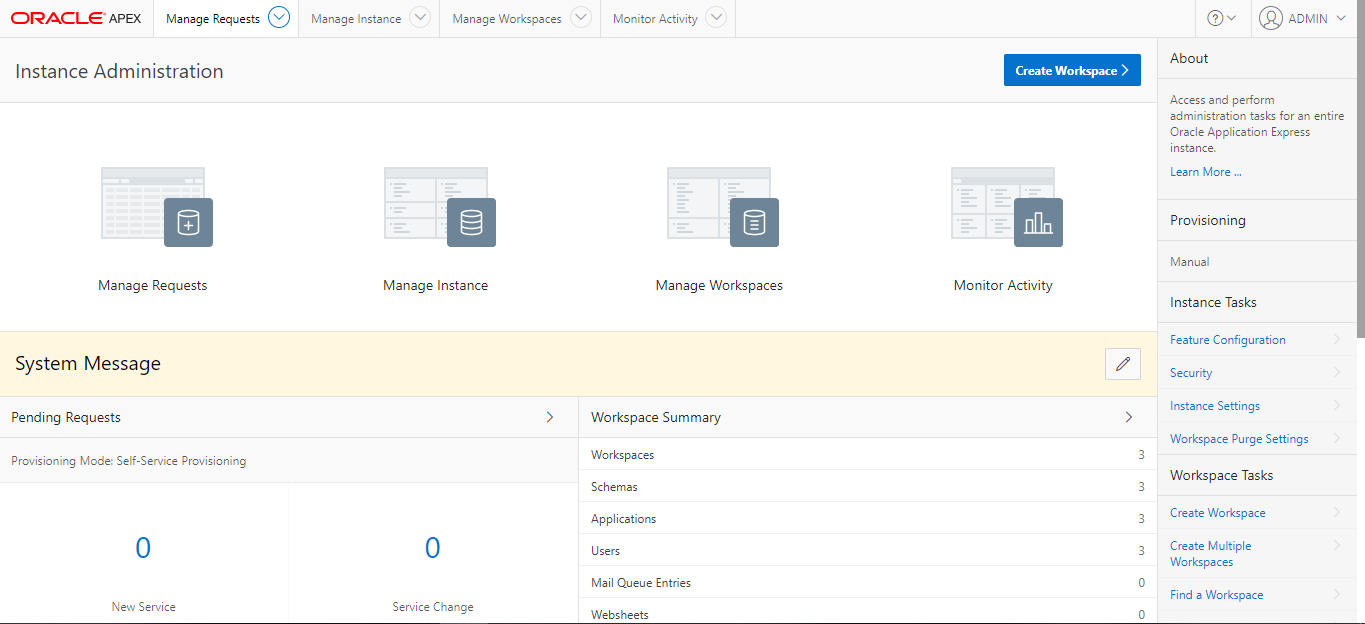 ORACLE APEX
Manage Requests
Manage Instance
Manage Workspaces
Monitor Activity
?
ADMIN
Instance Administration
Create Workspace
Manage Requests
Manage Instance
Manage Workspaces
Monitor Activity
System Message
Pending Requests
Provisioning Mode: Self-Service Provisioning
0
New Service
0
Service Change
Workspace Summary
Workspaces 3
Schemas 3
Applications 3
Users 3
Mail Queue Entries 0
Websheets 0
About
Access and perform
administration tasks for an entire
Oracle Application Express
instance.
Learn More ...
Provisioning
Manual
Instance Tasks
Feature Configuration
Security
Instance Settings
Workspace Purge Settings
Workspace Tasks
Create Workspace
Create Multiple
Workspaces
Find a Workspace